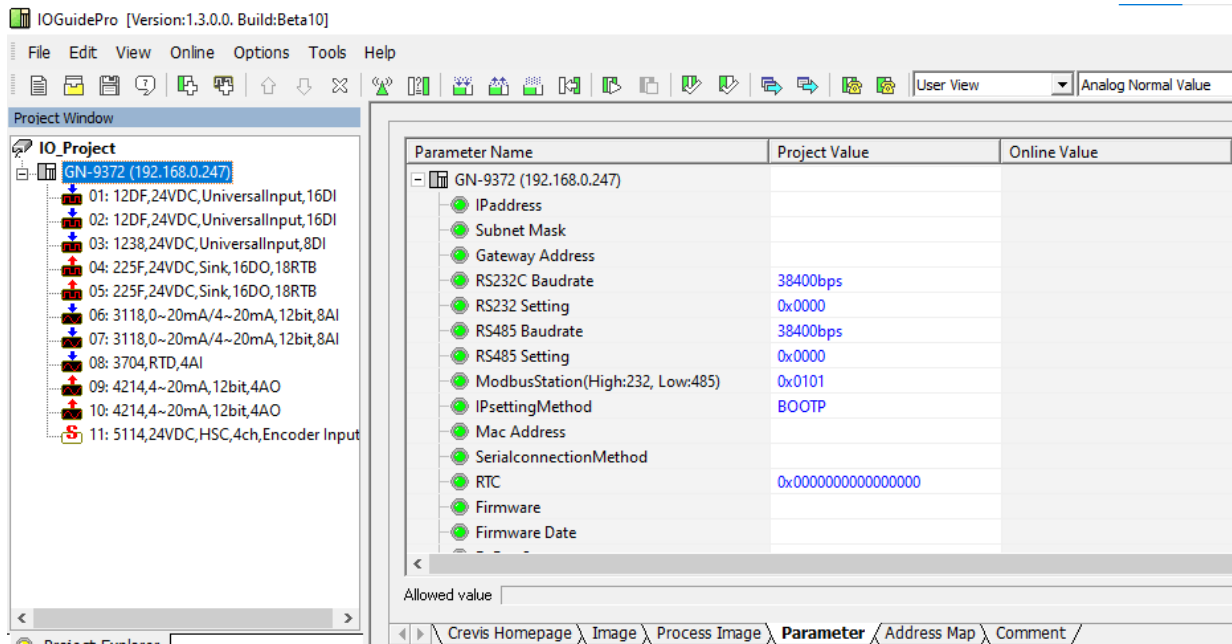 IOGuidePro [Version:1.3.0.0. Build:Beta10]
File Edit View Online Options Tools Help
User View Analog Normal Value
Project Window
IO_Project
GN-9372 (192.168.0.247)
01: 12DF,24VDC,UniversalInput,16DI
02: 12DF,24VDC,UniversalInput,16DI
03: 1238,24VDC,UniversalInput,8DI
04: 225F,24VDC,Sink,16DO,18RTB
05: 225F,24VDC,Sink,16DO,18RTB
06: 3118,0~20mA/4~20mA,12bit,8AI
07: 3118,0~20mA/4~20mA,12bit,8AI
08: 3704,RTD,4AI
09: 4214,4~20mA,12bit,4AO
10: 4214,4~20mA,12bit,4AO
11: 5114,24VDC,HSC,4ch,Encoder Input
Project Explorer
Parameter Name Project Value Online Value
GN-9372 (192.168.0.247)
IPaddress
Subnet Mask
Gateway Address
RS232C Baudrate 38400bps
RS232 Setting 0x0000
RS485 Baudrate 38400bps
RS485 Setting 0x0000
ModbusStation(High:232, Low:485) 0x0101
IPsettingMethod BOOTP
Mac Address
SerialconnectionMethod
RTC 0x0000000000000000
Firmware
Firmware Date
Allowed value
Crevis Homepage Image Process Image Parameter Address Map Comment